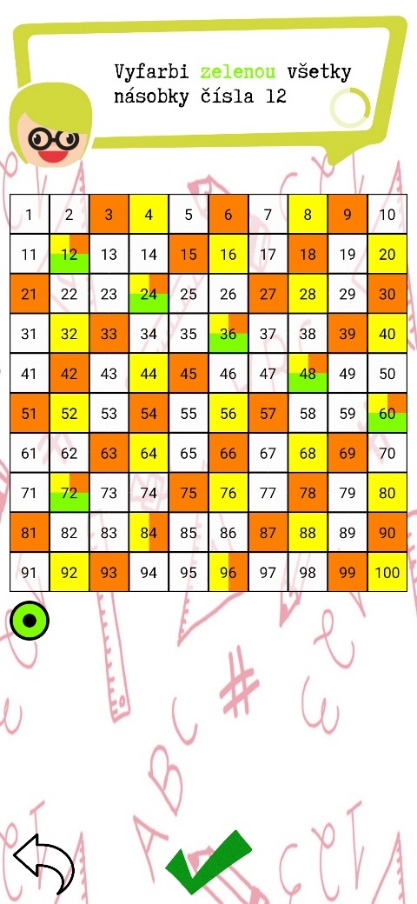 Vyfarbi zelenou všetky
násobky čísla 12
1 2 3 4 5 6 7 8 9 10
11 12 13 14 15 16 17 18 19 20
21 22 23 24 25 26 27 28 29 30
31 32 33 34 35 36 37 38 39 40
41 42 43 44 45 46 47 48 49 50
51 52 53 54 55 56 57 58 59 60
61 62 63 64 65 66 67 68 69 70
71 72 73 74 75 76 77 78 79 80
81 82 83 84 85 86 87 88 89 90
91 92 93 94 95 96 97 98 99 100
#
ABC